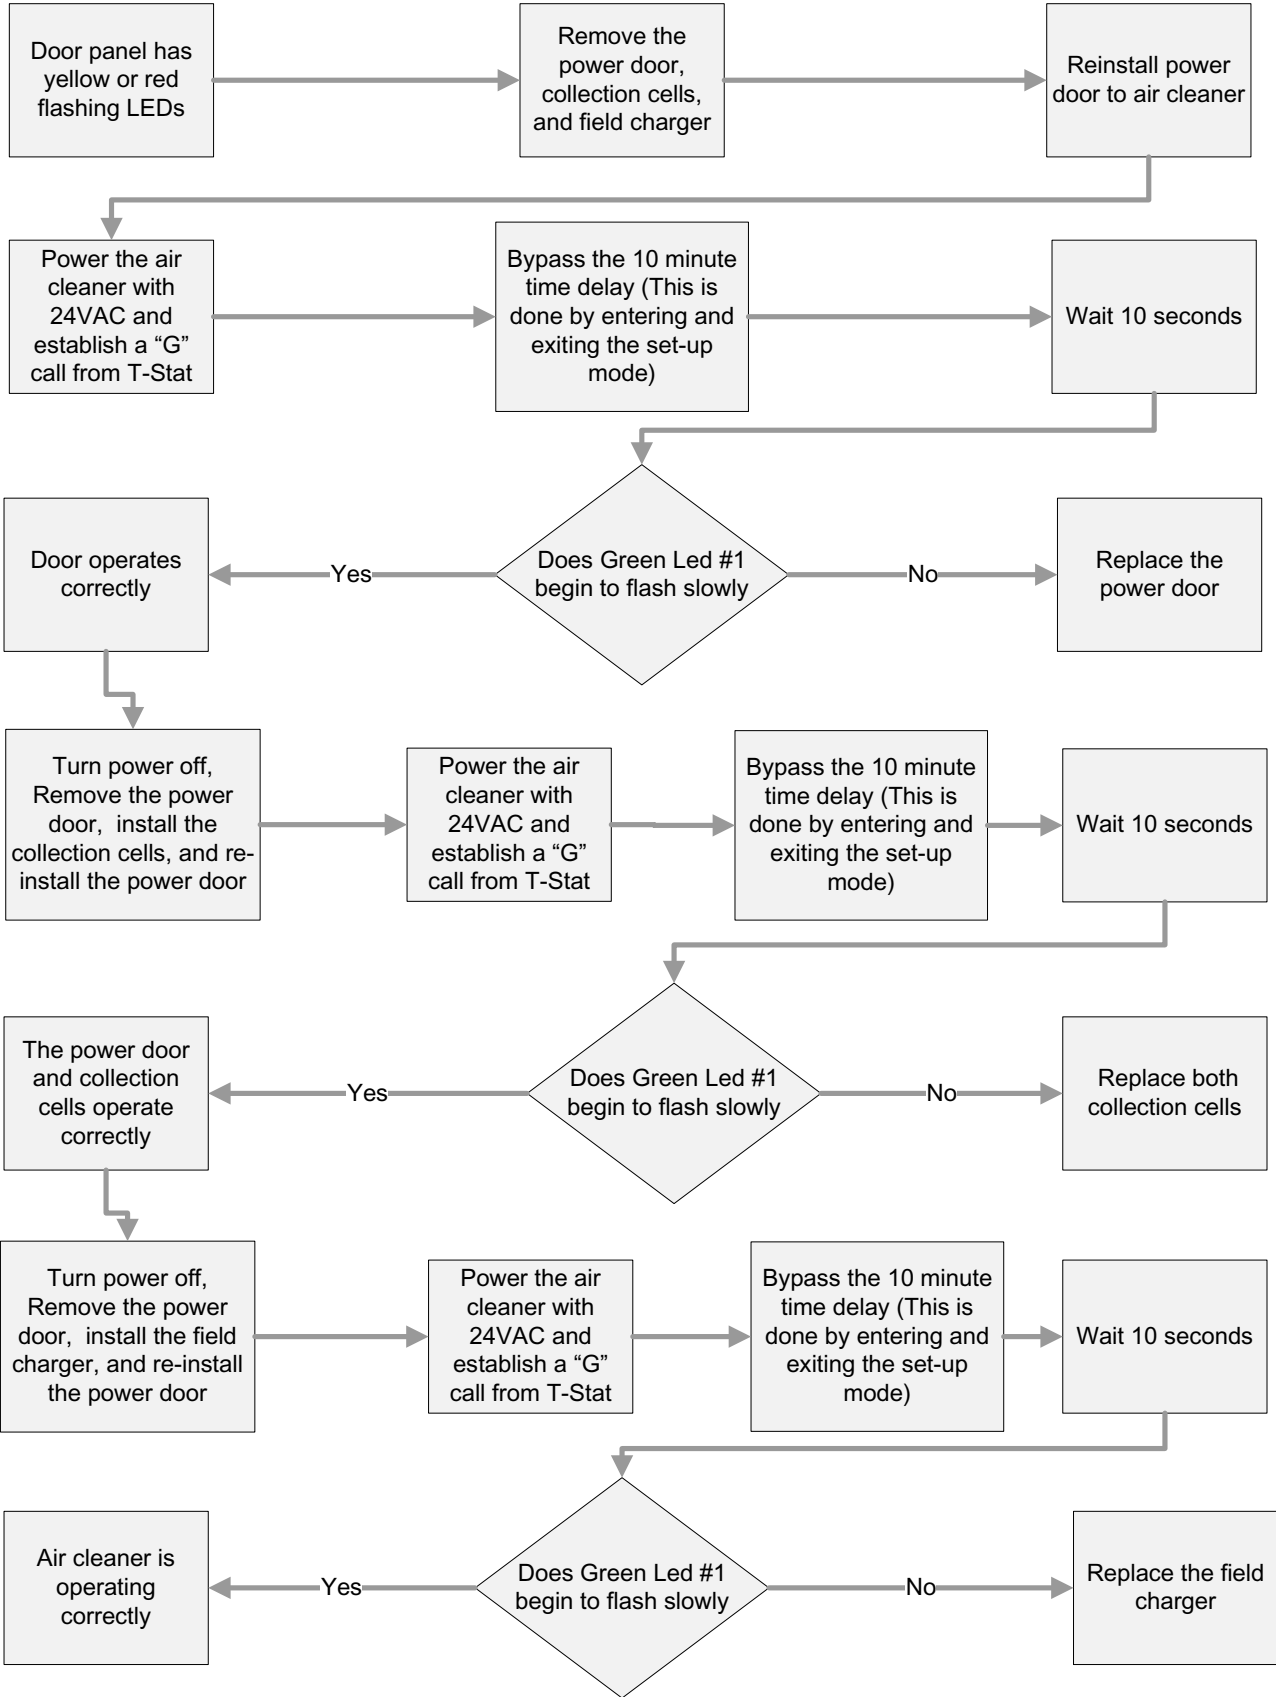 Door panel has
yellow or red
flashing LEDs
Remove the
power door,
collection cells,
and field charger
Reinstall power
door to air cleaner
Power the air
cleaner with
24VAC and
establish a “G”
call from T-Stat
Bypass the 10 minute
time delay (This is
done by entering and
exiting the set-up
mode)
Wait 10 seconds
Does Green Led #1
begin to flash slowly
Yes
No
Door operates
correctly
Replace the
power door
Turn power off,
Remove the power
door,  install the
collection cells, and re-
install the power door
Power the air
cleaner with
24VAC and
establish a “G”
call from T-Stat
Bypass the 10 minute
time delay (This is
done by entering and
exiting the set-up
mode)
Wait 10 seconds
Does Green Led #1
begin to flash slowly
Yes
No
The power door
and collection
cells operate
correctly
Replace both
collection cells
Turn power off,
Remove the power
door,  install the field
charger, and re-install
the power door
Power the air
cleaner with
24VAC and
establish a “G”
call from T-Stat
Bypass the 10 minute
time delay (This is
done by entering and
exiting the set-up
mode)
Wait 10 seconds
Does Green Led #1
begin to flash slowly
Yes
No
Air cleaner is
operating
correctly
Replace the field
charger